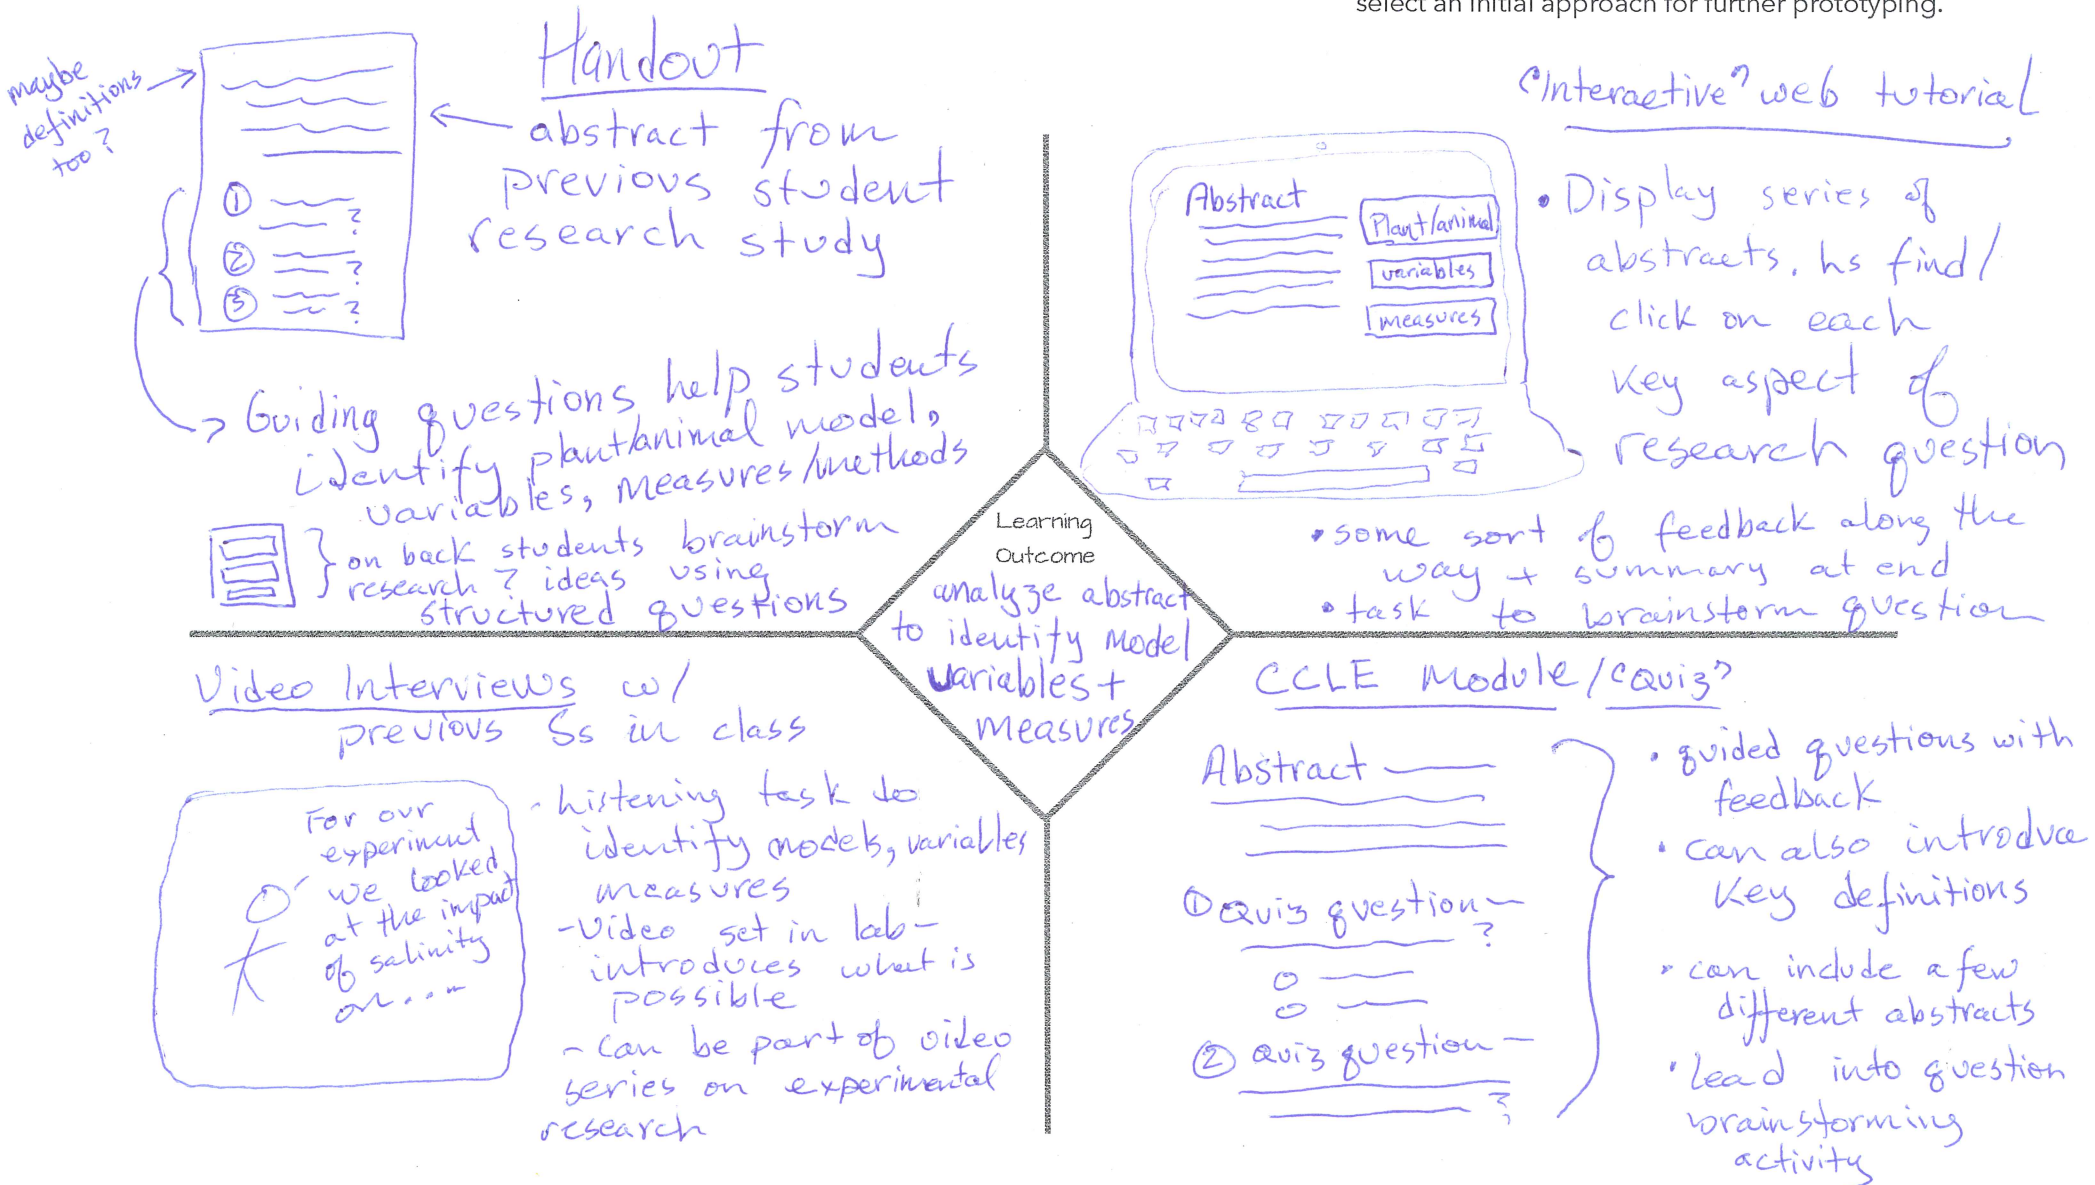 select an initial approach for further prototyping.
Handout
maybe
definitions
too?
abstract from
previous student
research study
① ?
② ?
③ ?
Guiding questions help students
identify plant/animal model,
variables, measures/methods
on back students brainstorm
research ? ideas using
structured questions
"Interactive" web tutorial
Abstract
Plant/animal
variables
measures
• Display series of
abstracts. hs find/
click on each
key aspect of
research question
• some sort of feedback along the
way + summary at end
• task to brainstorm question
Learning
Outcome
analyze abstract
to identify model
variables +
measures
Video Interviews w/
previous Ss in class
For our
experiment
we looked
at the impact
of salinity
on....
- Listening task to
identify models, variables
measures
- Video set in lab -
introduces what is
possible
- can be part of video
series on experimental
research
CCLE Module/"Quiz"
Abstract
① Quiz question
?
② Quiz question
?
• guided questions with
feedback
• can also introduce
key definitions
• can include a few
different abstracts
• Lead into question
brainstorming
activity